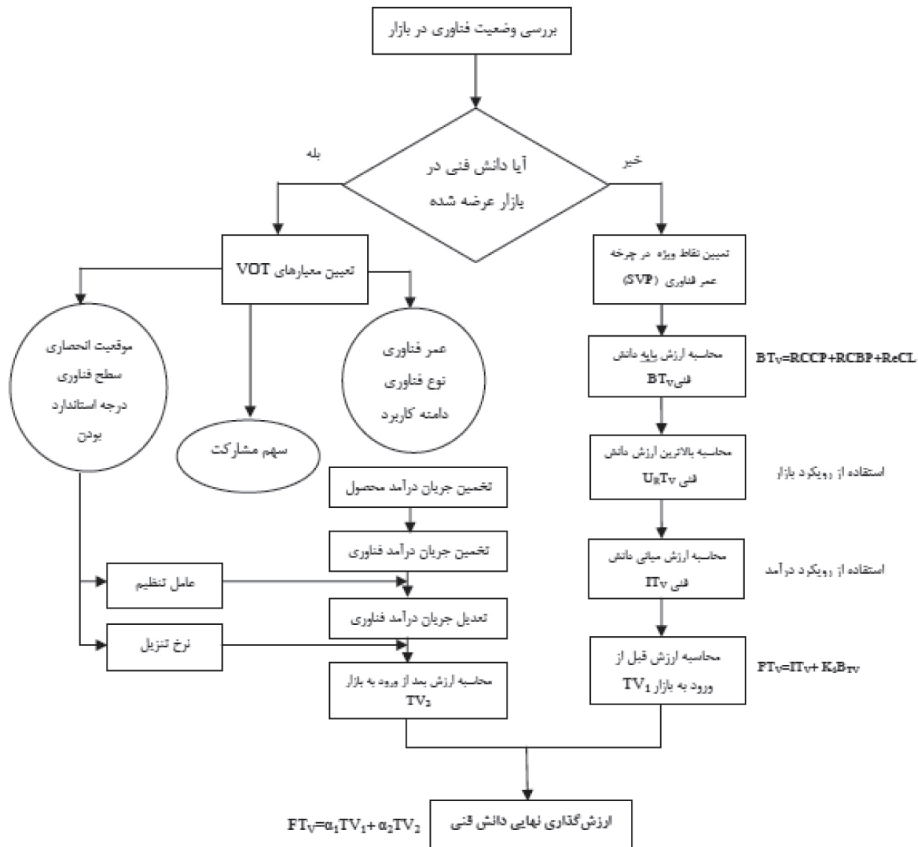 بررسی وضعیت فناوری در بازار
بله
خیر
آیا دانش فنی در
بازار عرضه شده
تعیین معیارهای VOT
تعیین نقاط ویژه در چرخه
عمر فناوری (SVP)
موقعیت انحصاری
سطح فناوری
درجه استاندارد
بودن
سهم مشارکت
عمر فناوری
نوع فناوری
دامنه کاربرد
محاسبه ارزش پایه دانش
فنی BTV
BTV=RCCP+RCBP+ReCL
محاسبه بالاترین ارزش دانش
فنی URTV
استفاده از رویکرد بازار
تخمین جریان درآمد محصول
تخمین جریان درآمد فناوری
محاسبه ارزش میانی دانش
فنی ITV
استفاده از رویکرد درآمد
عامل تنظیم
تعدیل جریان درآمد فناوری
نرخ تنزیل
محاسبه ارزش بعد از ورود به بازار
TV2
محاسبه ارزش قبل از
ورود به بازار TV1
PTV=ITV+ KdBTV
ارزش‌گذاری نهایی دانش فنی
FTV=α1TV1+ α2TV2